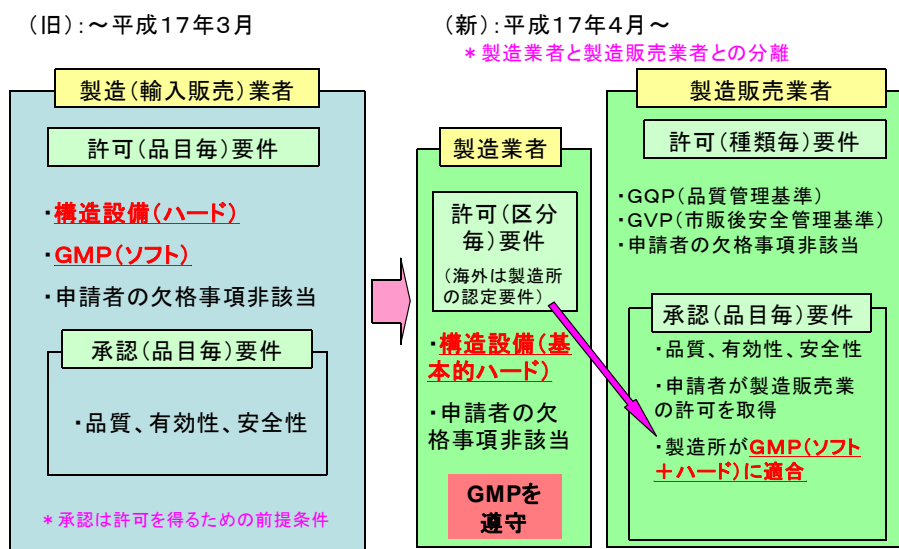 （旧）：～平成１７年３月
製造（輸入販売）業者
許可（品目毎）要件
・構造設備（ハード）
・GMP（ソフト）
・申請者の欠格事項非該当
承認（品目毎）要件
・品質、有効性、安全性
＊承認は許可を得るための前提条件
（新）：平成１７年４月～
＊製造業者と製造販売業者との分離
製造業者
許可（区分
毎）要件
（海外は製造所
の認定要件）
・構造設備（基
本的ハード）
・申請者の欠
格事項非該当
GMPを
遵守
製造販売業者
許可（種類毎）要件
・GQP（品質管理基準）
・GVP（市販後安全管理基準）
・申請者の欠格事項非該当
承認（品目毎）要件
・品質、有効性、安全性
・申請者が製造販売業
の許可を取得
・製造所がGMP（ソフト
＋ハード）に適合